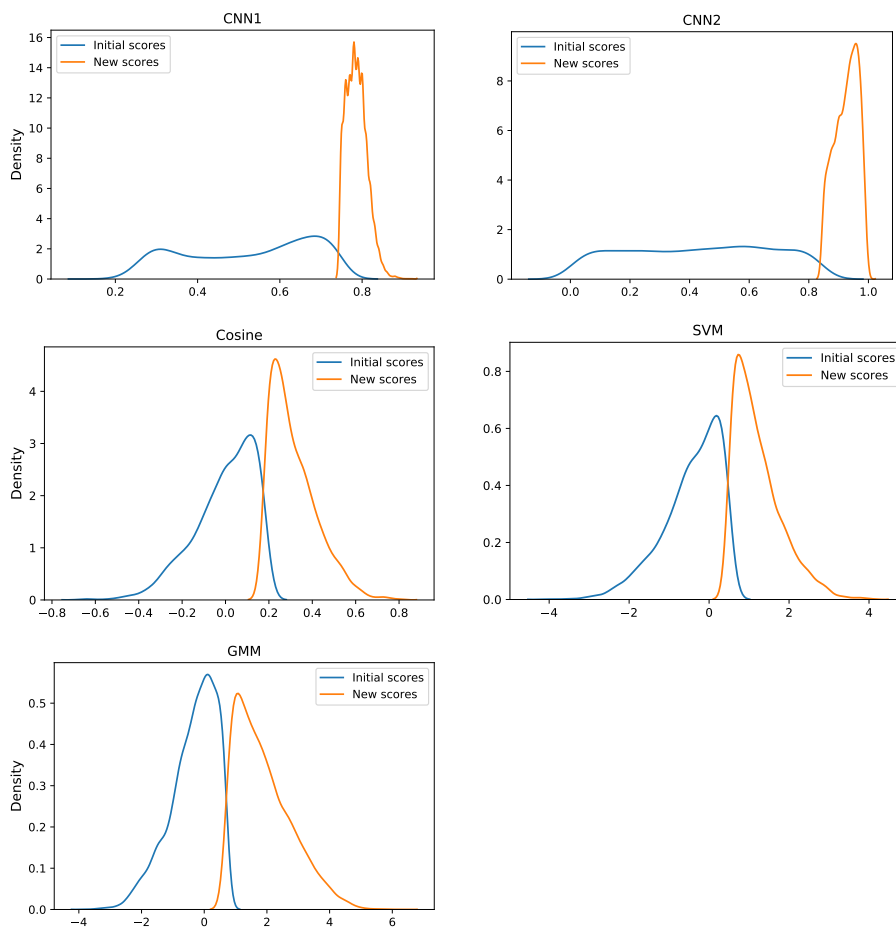 CNN1
Initial scores
New scores
Density
16
14
12
10
8
6
4
2
0
0.2 0.4 0.6 0.8
CNN2
Initial scores
New scores
8
6
4
2
0
0.0 0.2 0.4 0.6 0.8 1.0
Cosine
Initial scores
New scores
Density
4
3
2
1
0
−0.8 −0.6 −0.4 −0.2 0.0 0.2 0.4 0.6 0.8
SVM
Initial scores
New scores
0.8
0.6
0.4
0.2
0.0
−4 −2 0 2 4
GMM
Initial scores
New scores
Density
0.5
0.4
0.3
0.2
0.1
0.0
−4 −2 0 2 4 6